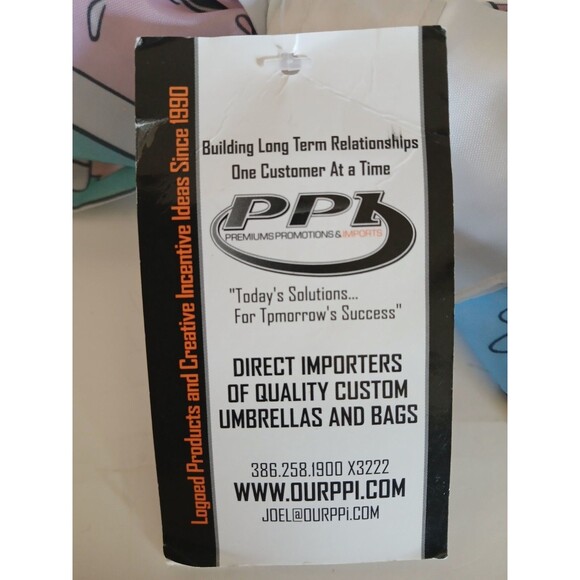 Logoed Products and Creative Incentive Ideas Since 1990
Building Long Term Relationships
One Customer At a Time
PPI
PREMIUMS PROMOTIONS & IMPORTS
"Today's Solutions...
For Tpmorrow's Success"
DIRECT IMPORTERS
OF QUALITY CUSTOM
UMBRELLAS AND BAGS
386.258.1900 X3222
WWW.OURPPI.COM
JOEL@OURPPi.COM